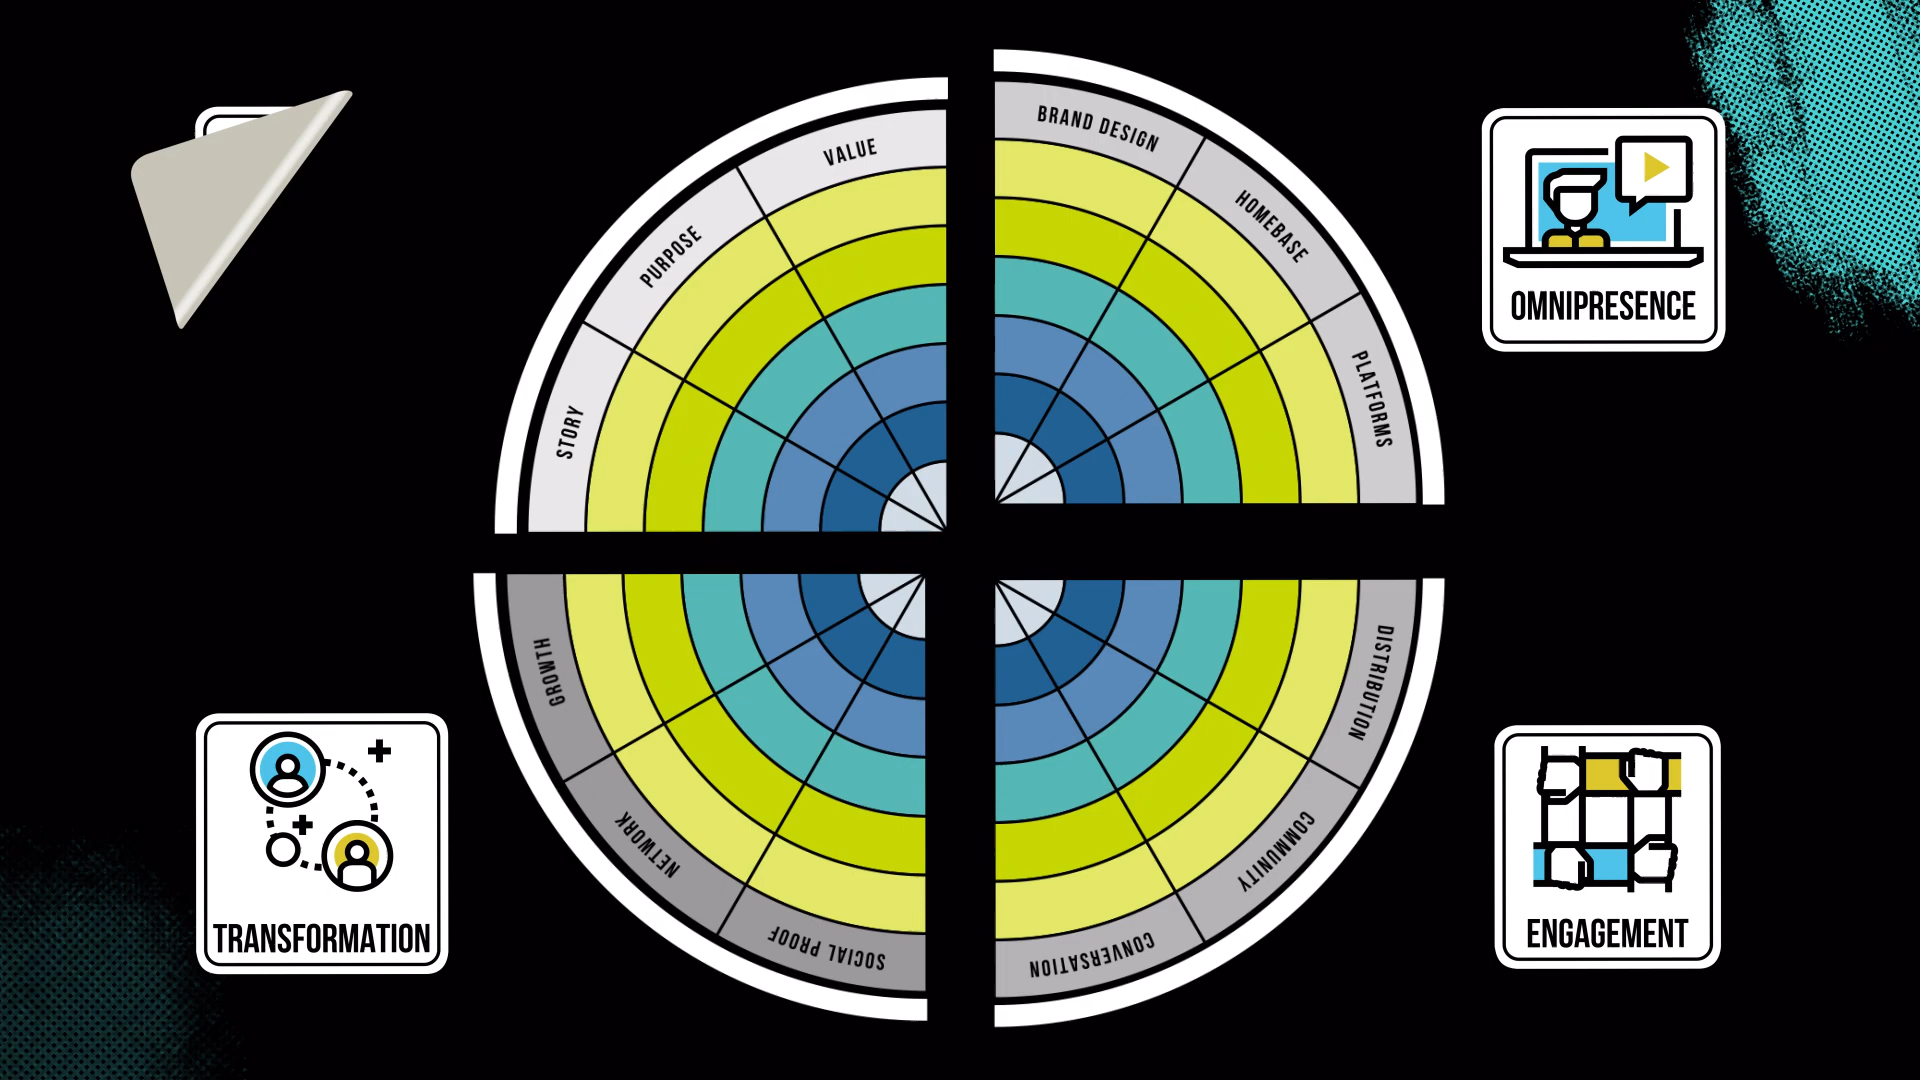 VALUE
PURPOSE
STORY
BRAND DESIGN
HOMEBASE
PLATFORMS
OMNIPRESENCE
GROWTH
NETWORK
SOCIAL PROOF
DISTRIBUTION
COMMUNITY
CONVERSATION
TRANSFORMATION
ENGAGEMENT